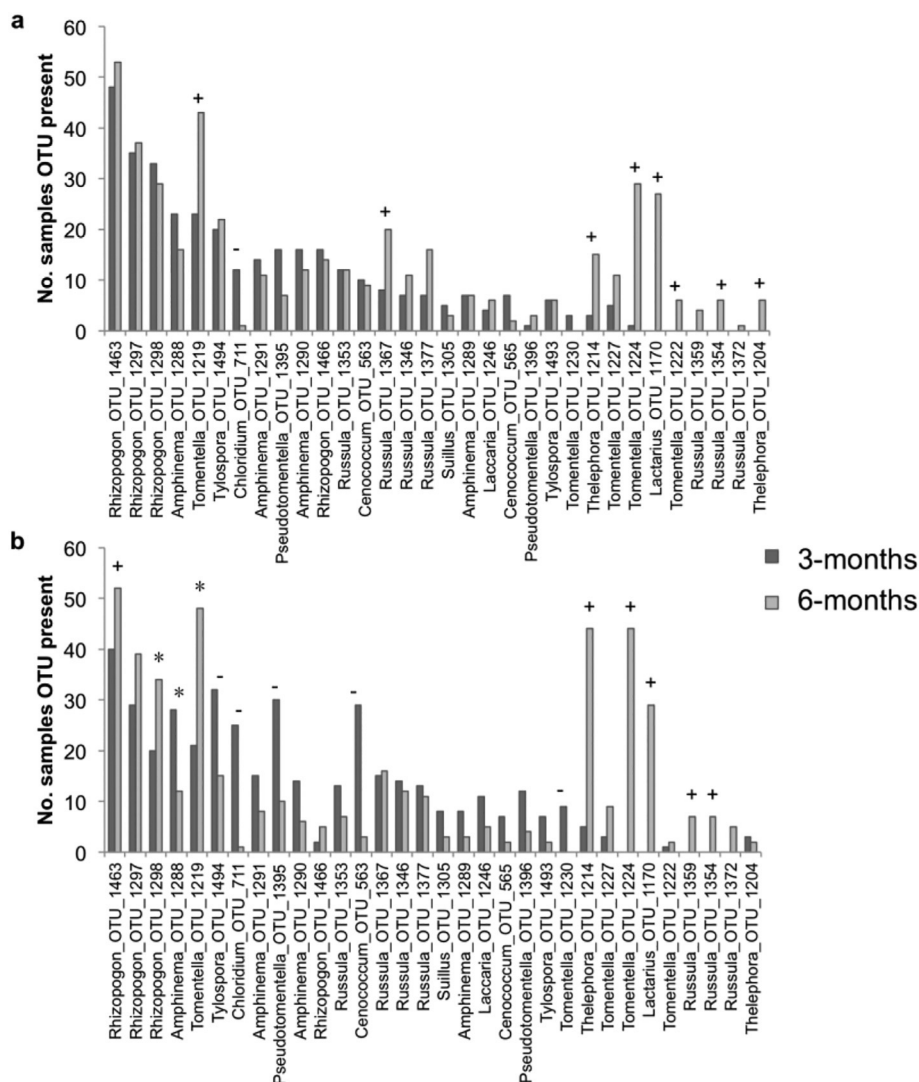 a
No. samples OTU present
60
50
40
30
20
10
0
+
-
+
+
+
+
+
+
+
Rhizopogon_OTU_1463
Rhizopogon_OTU_1297
Rhizopogon_OTU_1298
Amphinema_OTU_1288
Tomentella_OTU_1219
Tylospora_OTU_1494
Chloridium_OTU_711
Amphinema_OTU_1291
Pseudotomentella_OTU_1395
Amphinema_OTU_1290
Rhizopogon_OTU_1466
Russula_OTU_1353
Cenococcum_OTU_563
Russula_OTU_1367
Russula_OTU_1346
Russula_OTU_1377
Suillus_OTU_1305
Amphinema_OTU_1289
Laccaria_OTU_1246
Cenococcum_OTU_565
Pseudotomentella_OTU_1396
Tylospora_OTU_1493
Tomentella_OTU_1230
Thelephora_OTU_1214
Tomentella_OTU_1227
Tomentella_OTU_1224
Lactarius_OTU_1170
Tomentella_OTU_1222
Russula_OTU_1359
Russula_OTU_1354
Russula_OTU_1372
Thelephora_OTU_1204
b
No. samples OTU present
60
50
40
30
20
10
0
+
*
*
*
-
-
-
-
-
+
+
+
+
+
3-months
6-months
Rhizopogon_OTU_1463
Rhizopogon_OTU_1297
Rhizopogon_OTU_1298
Amphinema_OTU_1288
Tomentella_OTU_1219
Tylospora_OTU_1494
Chloridium_OTU_711
Amphinema_OTU_1291
Pseudotomentella_OTU_1395
Amphinema_OTU_1290
Rhizopogon_OTU_1466
Russula_OTU_1353
Cenococcum_OTU_563
Russula_OTU_1367
Russula_OTU_1346
Russula_OTU_1377
Suillus_OTU_1305
Amphinema_OTU_1289
Laccaria_OTU_1246
Cenococcum_OTU_565
Pseudotomentella_OTU_1396
Tylospora_OTU_1493
Tomentella_OTU_1230
Thelephora_OTU_1214
Tomentella_OTU_1227
Tomentella_OTU_1224
Lactarius_OTU_1170
Tomentella_OTU_1222
Russula_OTU_1359
Russula_OTU_1354
Russula_OTU_1372
Thelephora_OTU_1204